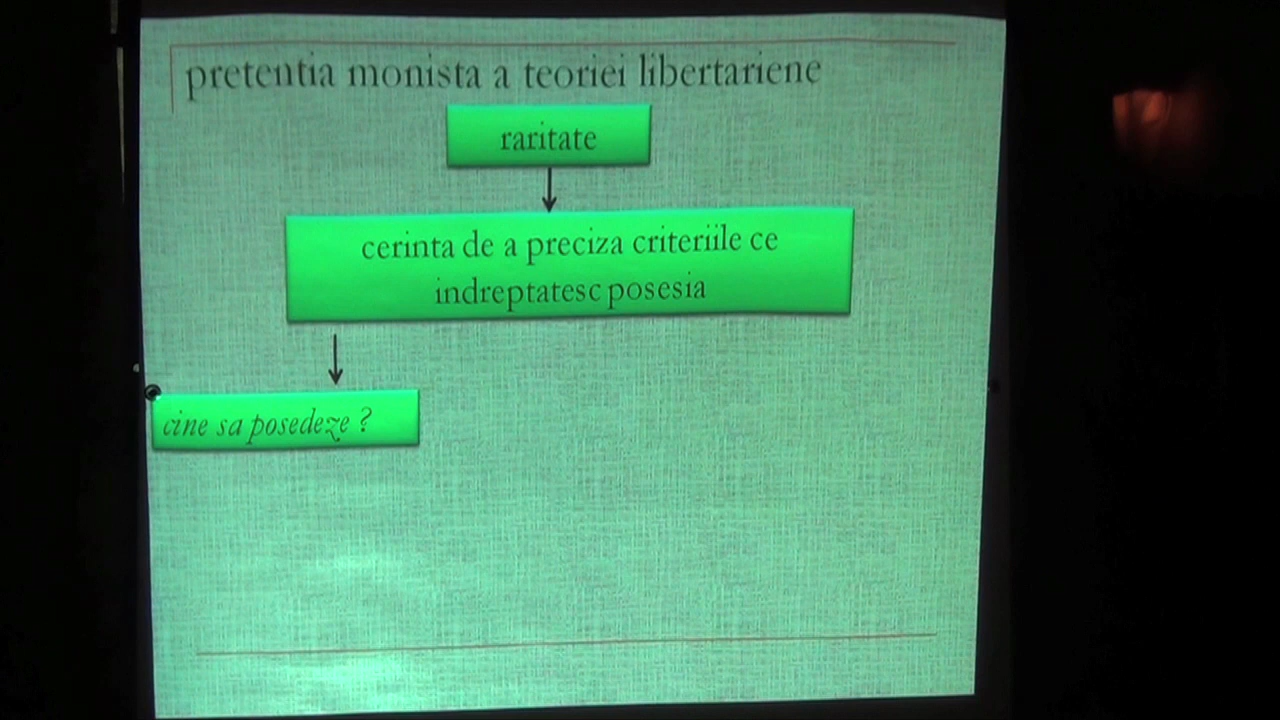 pretentia monista a teoriei libertariene
raritate
cerinta de a preciza criteriile ce
indreptatesc posesia
cine sa posedeze ?